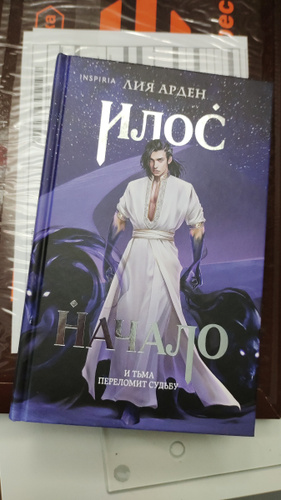 INSPIRIA
ЛИЯ АРДЕН
ИЛОС
НАЧАЛО
И ТЬМА
ПЕРЕЛОМИТ СУДЬБУ